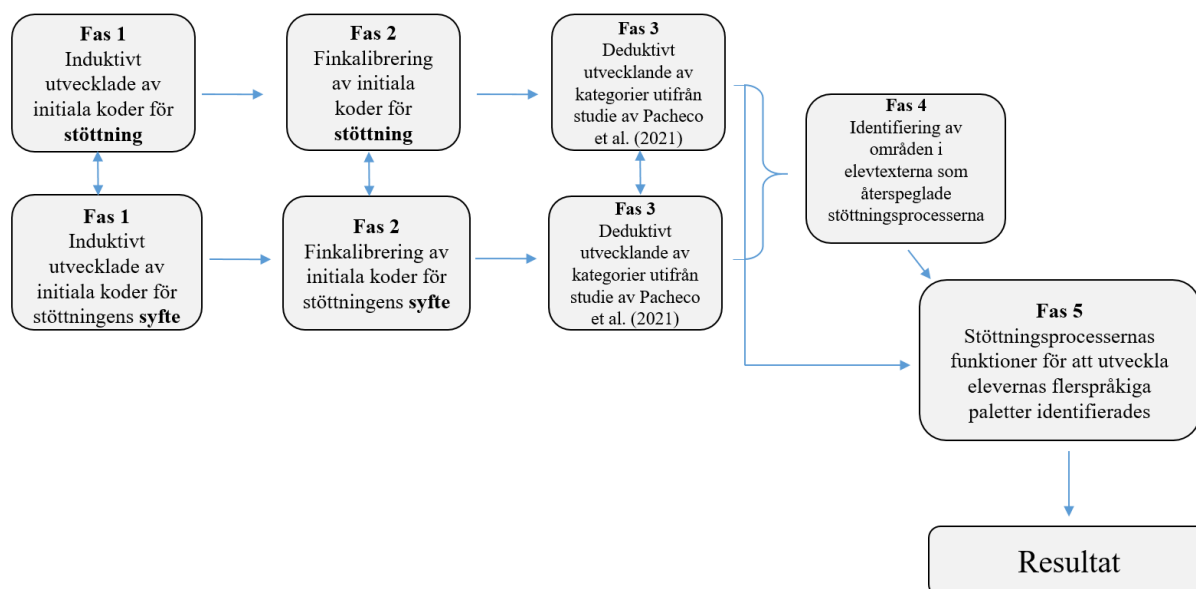 Fas 1
Induktivt
utvecklade av
initiala koder för
stöttning
Fas 2
Finkalibrering
av initiala
koder för
stöttning
Fas 3
Deduktivt
utvecklande av
kategorier utifrån
studie av Pacheco
et al. (2021)
Fas 4
Identifiering av
områden i
elevtexterna som
återspeglade
stöttningsprocesserna
Fas 1
Induktivt
utvecklade av
initiala koder för
stöttningens syfte
Fas 2
Finkalibrering av
initiala koder för
stöttningens syfte
Fas 3
Deduktivt
utvecklande av
kategorier utifrån
studie av Pacheco
et al. (2021)
Fas 5
Stöttningsprocessernas
funktioner för att utveckla
elevernas flerspråkiga
paletter identifierades
Resultat